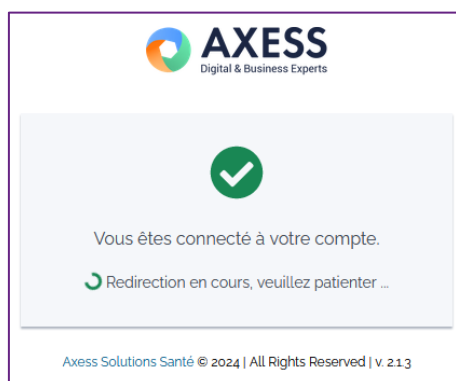 AXESS
Digital & Business Experts
Vous êtes connecté à votre compte.
Redirection en cours, veuillez patienter ...
Axess Solutions Santé © 2024 | All Rights Reserved | v. 2.1.3